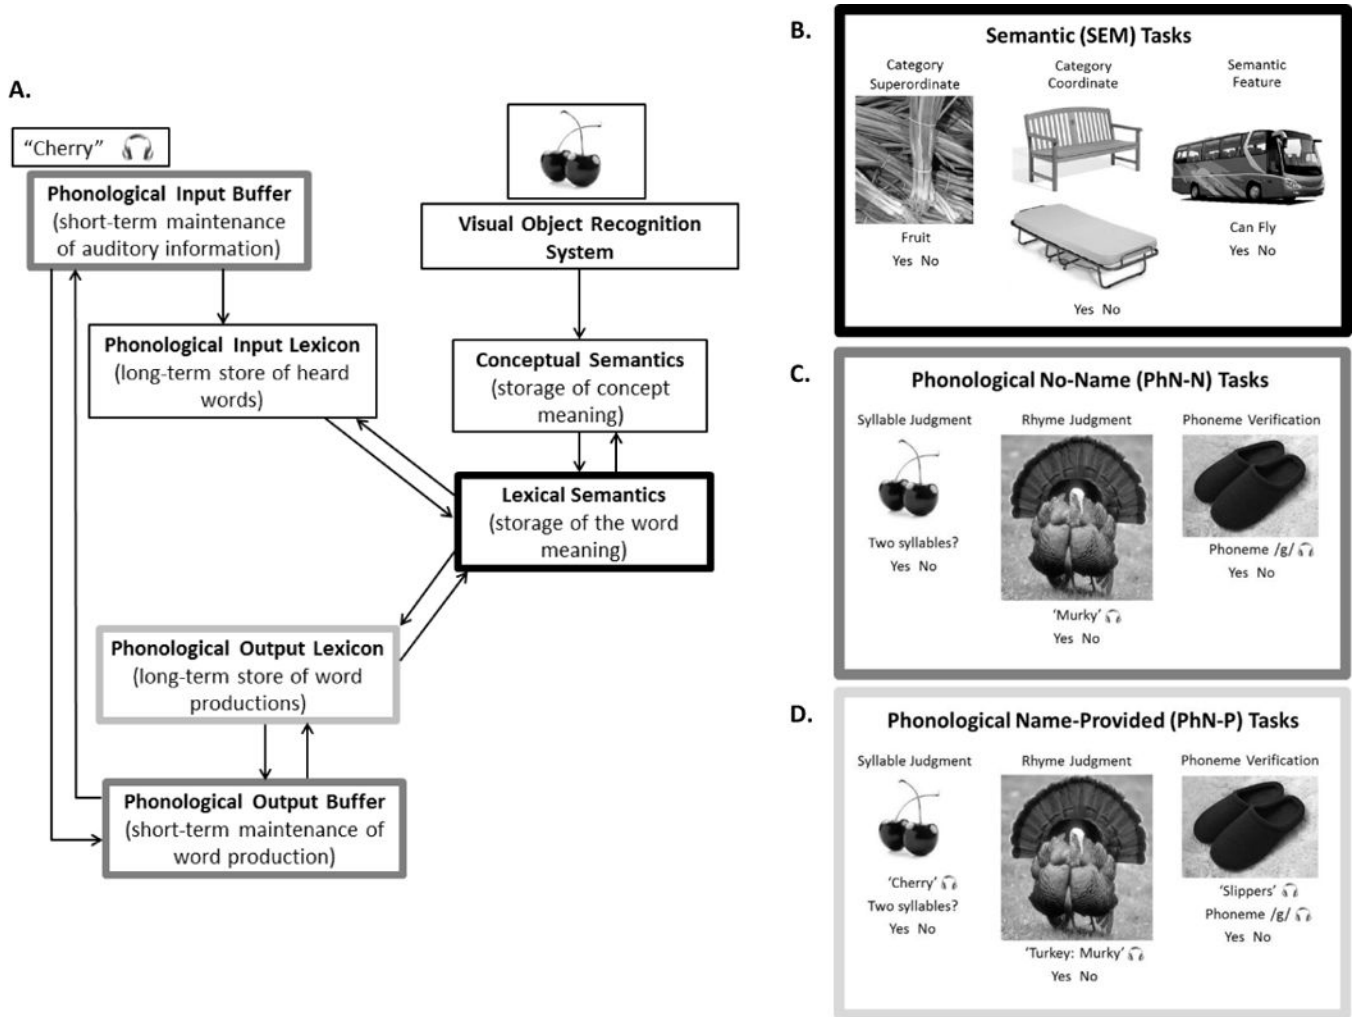 A.
“Cherry”
Phonological Input Buffer
(short-term maintenance
of auditory information)
Visual Object Recognition
System
Phonological Input Lexicon
(long-term store of heard
words)
Conceptual Semantics
(storage of concept
meaning)
Lexical Semantics
(storage of the word
meaning)
Phonological Output Lexicon
(long-term store of word
productions)
Phonological Output Buffer
(short-term maintenance of
word production)
B.
Semantic (SEM) Tasks
Category
Superordinate
Fruit
Yes No
Category
Coordinate
Yes No
Semantic
Feature
Can Fly
Yes No
C.
Phonological No-Name (PhN-N) Tasks
Syllable Judgment
Two syllables?
Yes No
Rhyme Judgment
‘Murky’
Yes No
Phoneme Verification
Phoneme /g/
Yes No
D.
Phonological Name-Provided (PhN-P) Tasks
Syllable Judgment
‘Cherry’
Two syllables?
Yes No
Rhyme Judgment
‘Turkey: Murky’
Yes No
Phoneme Verification
‘Slippers’
Phoneme /g/
Yes No